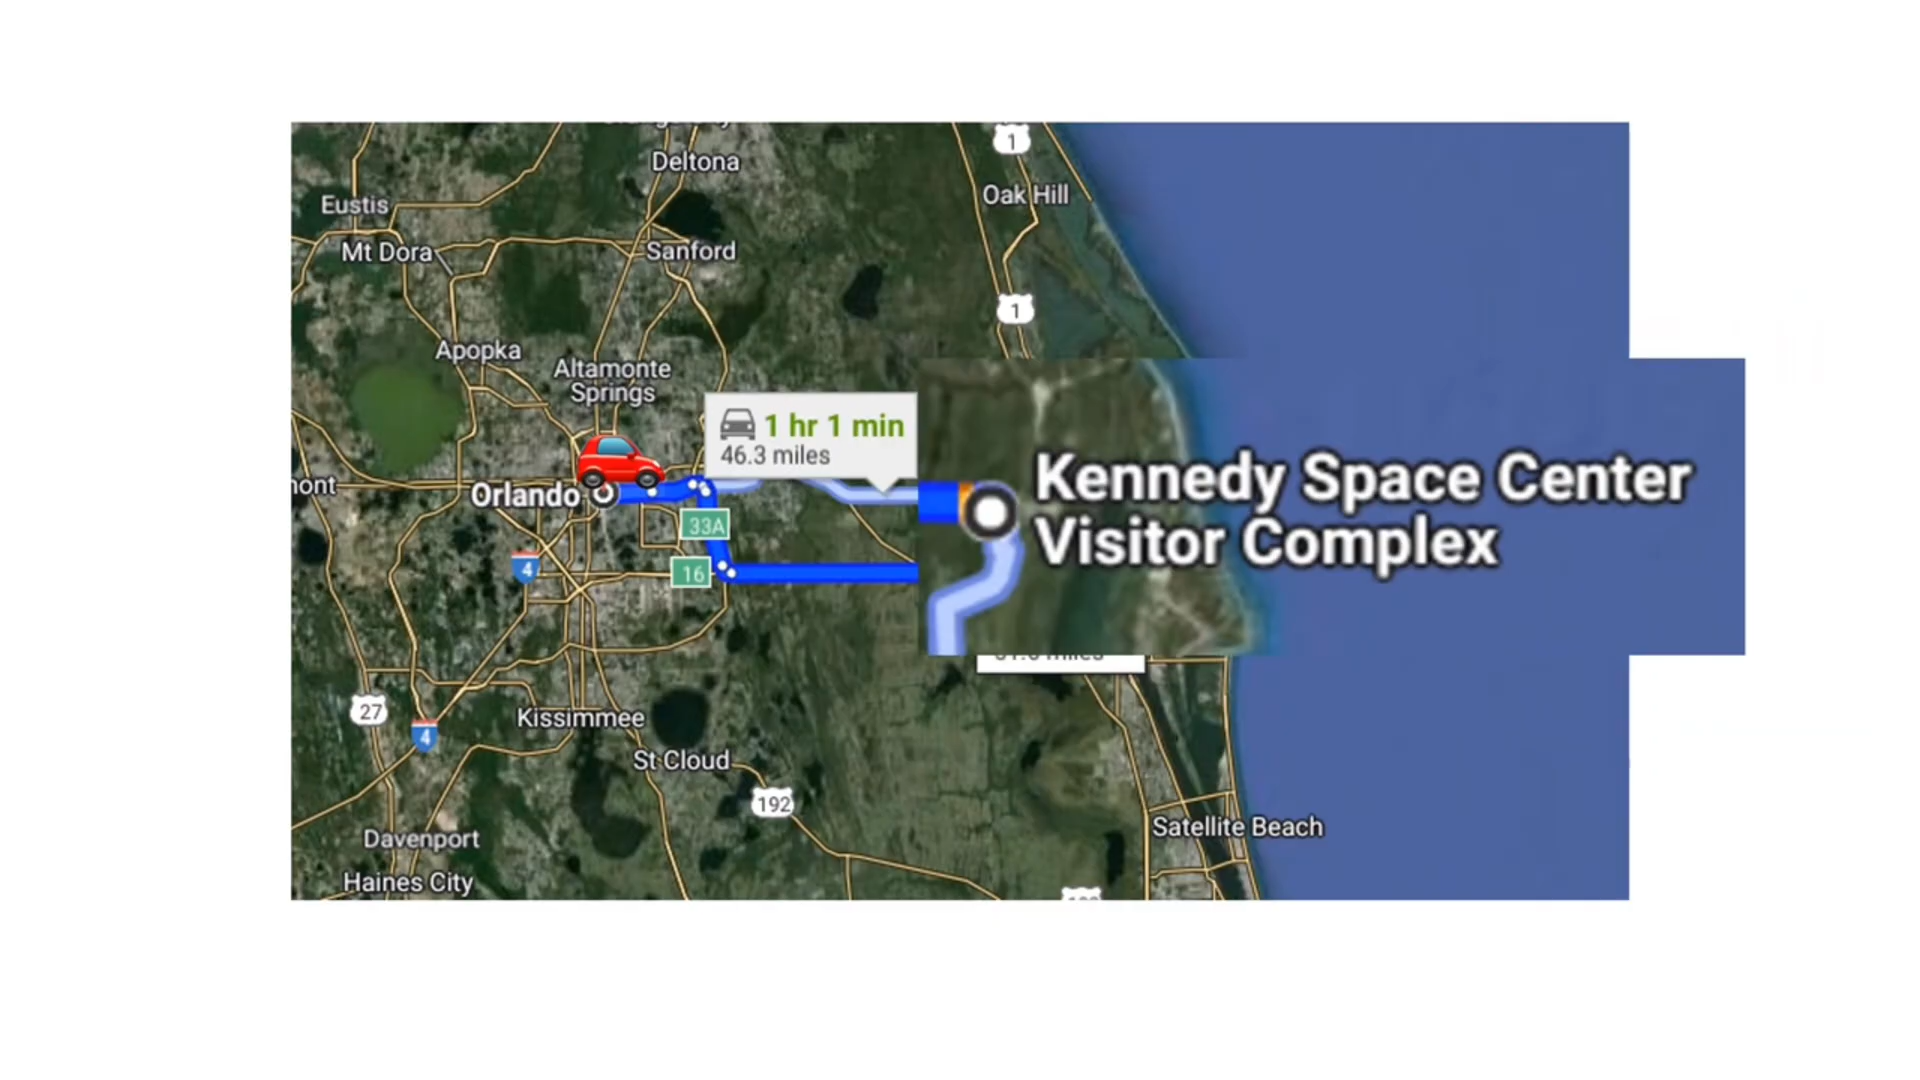 Deltona
1
Oak Hill
Eustis
Mt Dora
Sanford
1
Apopka
Altamonte
Springs
1 hr 1 min
46.3 miles
Kennedy Space Center
Visitor Complex
Orlando
33A
4
16
27
4
Kissimmee
St Cloud
192
Satellite Beach
Davenport
Haines City